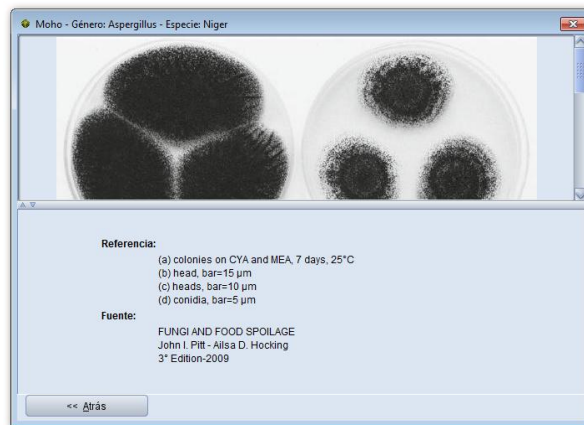 Moho - Género: Aspergillus - Especie: Niger
Referencia:
(a) colonies on CYA and MEA, 7 days, 25°C
(b) head, bar=15 µm
(c) heads, bar=10 µm
(d) conidia, bar=5 µm
Fuente:
FUNGI AND FOOD SPOILAGE
John I. Pitt - Ailsa D. Hocking
3° Edition-2009
<< Atrás